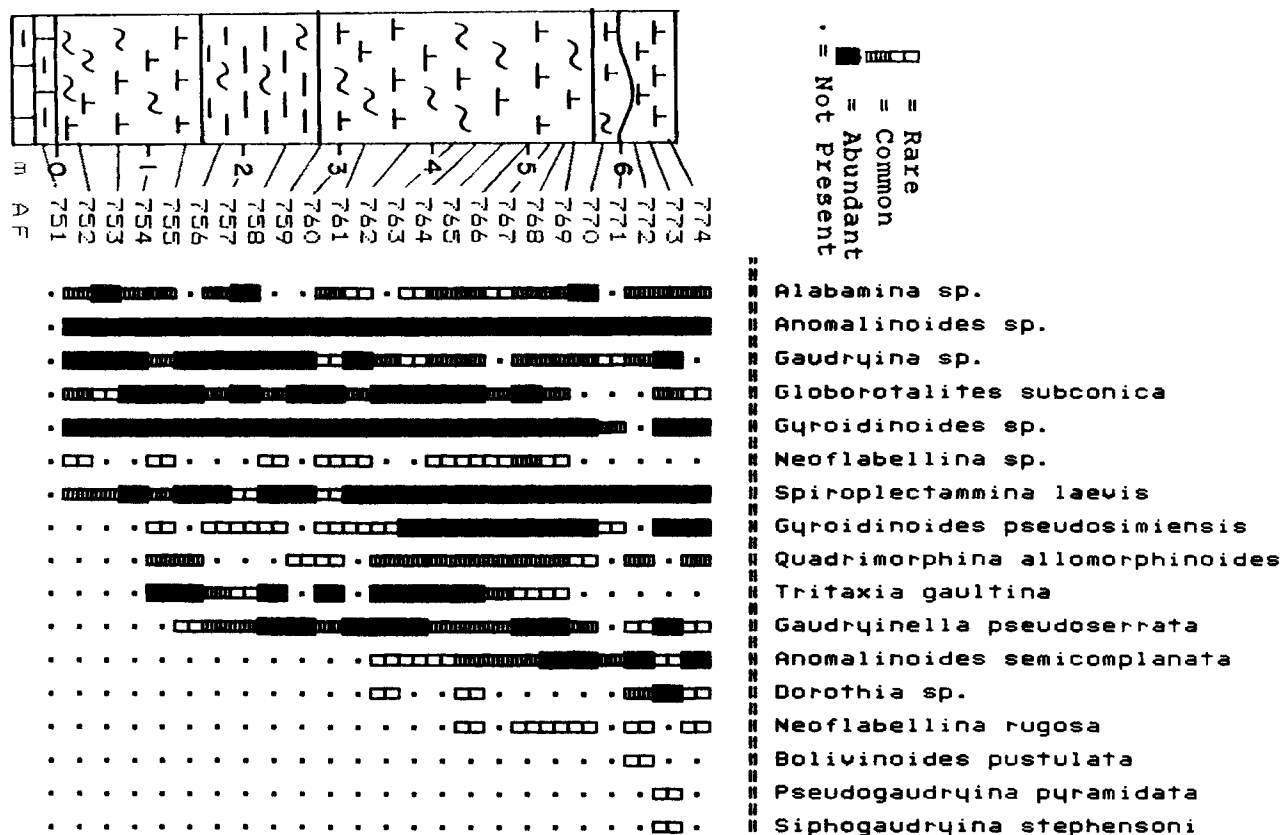 = Rare
= Common
= Abundant
. = Not present
m A F
0 1 2 3 4 5 6
751 752 753 754 755 756 757 758 759 760 761 762 763 764 765 766 767 768 769 770 771 772 773 774
Alabamina sp.
Anomalinoides sp.
Gaudryina sp.
Globorotalites subconica
Gyroidinoides sp.
Neoflabellina sp.
Spiroplectammina laevis
Gyroidinoides pseudosimiensis
Quadrimorphina allomorphinoides
Tritaxia gaultina
Gaudryinella pseudoserrata
Anomalinoides semicomplanata
Dorothia sp.
Neoflabellina rugosa
Bolivinoides pustulata
Pseudogaudryina pyramidata
Siphogaudryina stephensoni